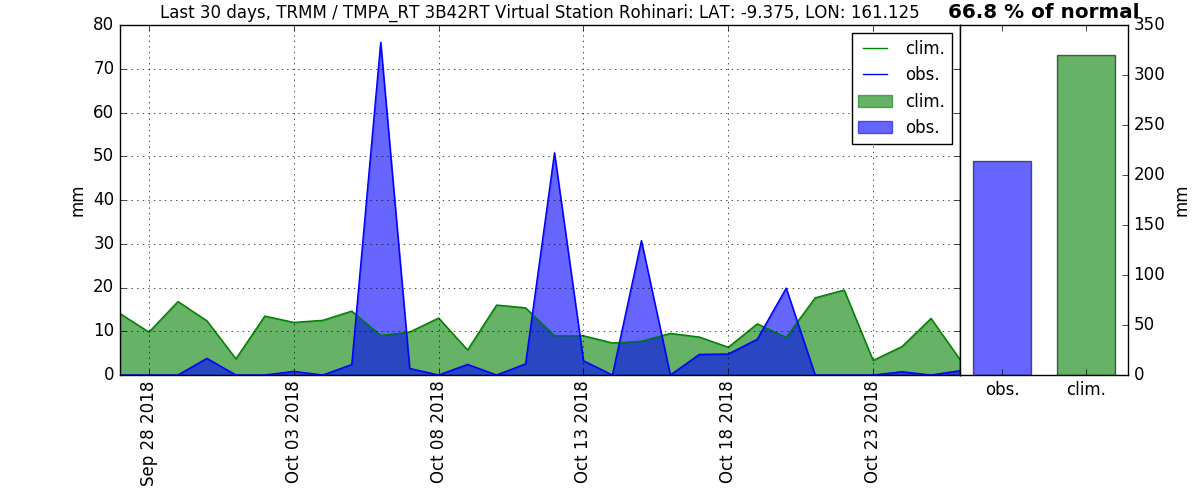 Last 30 days, TRMM / TMPA_RT 3B42RT Virtual Station Rohinari: LAT: -9.375, LON: 161.125
66.8 % of normal
80
70
60
50
40
30
20
10
0
mm
clim.
obs.
clim.
obs.
Sep 28 2018
Oct 03 2018
Oct 08 2018
Oct 13 2018
Oct 18 2018
Oct 23 2018
350
300
250
200
150
100
50
0
mm
obs.
clim.